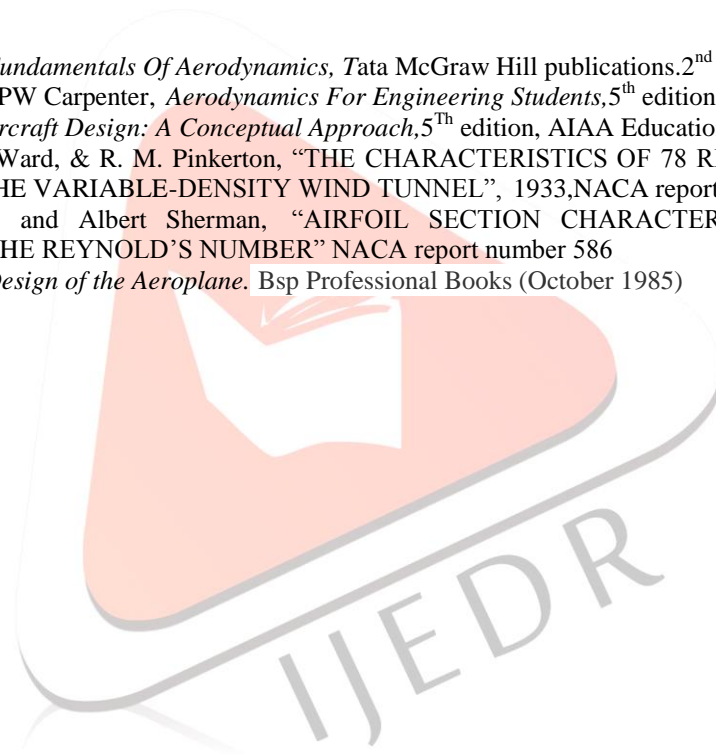 Fundamentals Of Aerodynamics, Tata McGraw Hill publications.2nd
PW Carpenter, Aerodynamics For Engineering Students,5th edition
rcraft Design: A Conceptual Approach,5Th edition, AIAA Educatio
Ward, & R. M. Pinkerton, “THE CHARACTERISTICS OF 78 R
HE VARIABLE-DENSITY WIND TUNNEL”, 1933,NACA report
and Albert Sherman, “AIRFOIL SECTION CHARACTER
HE REYNOLD’S NUMBER” NACA report number 586
Design of the Aeroplane. Bsp Professional Books (October 1985)
IJEDR